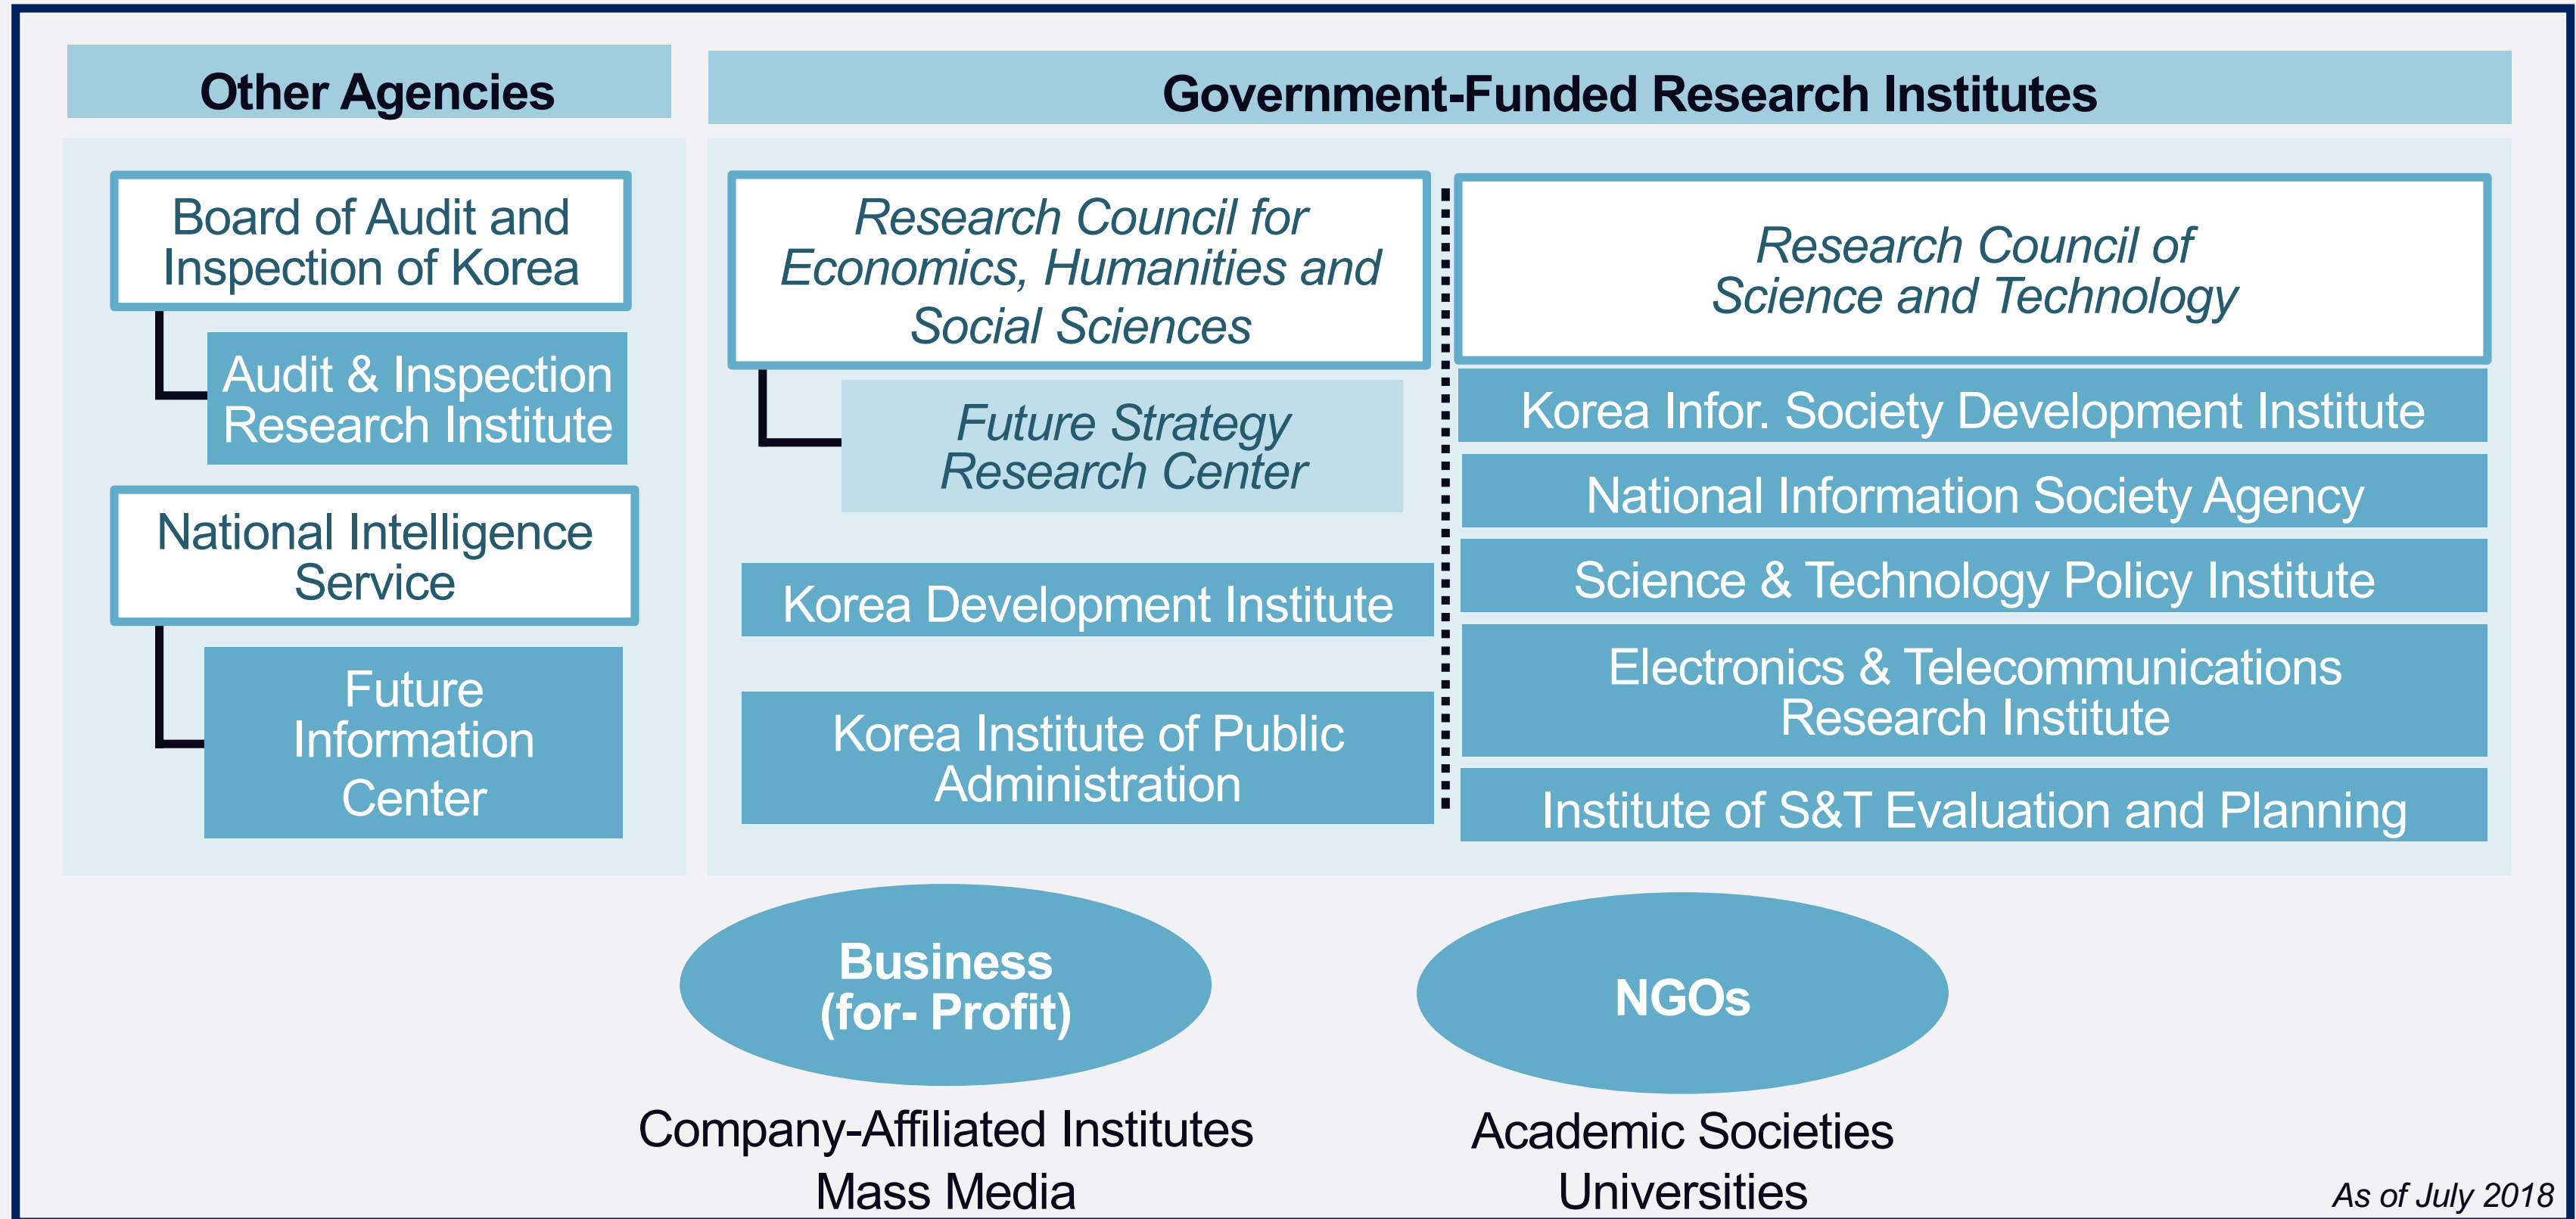 Other Agencies
Board of Audit and
Inspection of Korea
Audit & Inspection
Research Institute
National Intelligence
Service
Future
Information
Center
Government-Funded Research Institutes
Research Council for
Economics, Humanities and
Social Sciences
Future Strategy
Research Center
Korea Development Institute
Korea Institute of Public
Administration
Research Council of
Science and Technology
Korea Infor. Society Development Institute
National Information Society Agency
Science & Technology Policy Institute
Electronics & Telecommunications
Research Institute
Institute of S&T Evaluation and Planning
Business
(for- Profit)
Company-Affiliated Institutes
Mass Media
NGOs
Academic Societies
Universities
As of July 2018